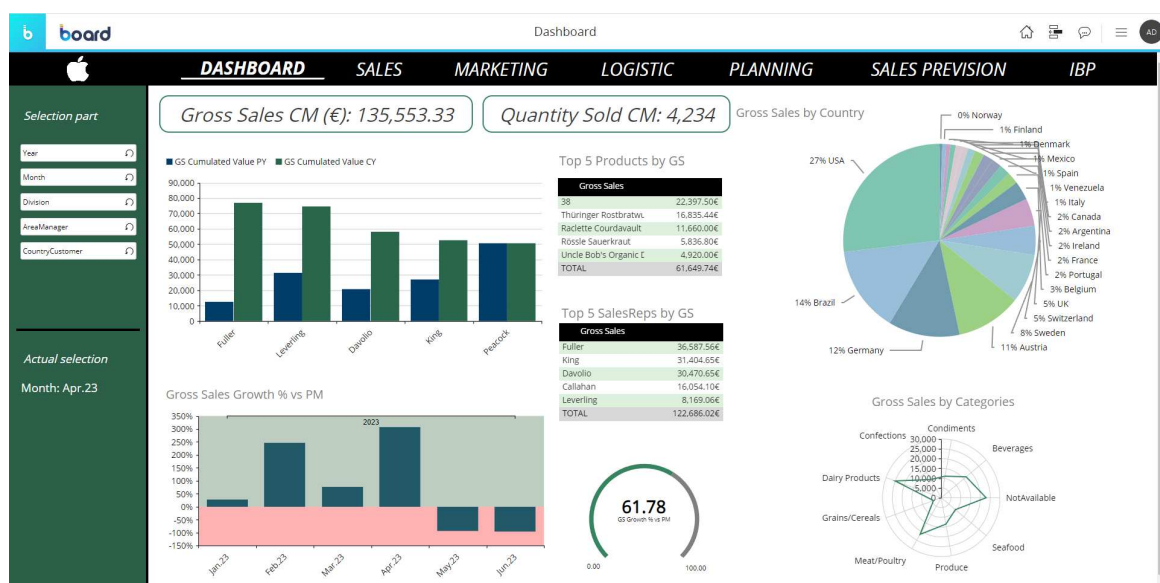 b board
Dashboard
AD
DASHBOARD SALES MARKETING LOGISTIC PLANNING SALES PREVISION IBP
Selection part
Year
Month
Division
AreaManager
CountryCustomer
Actual selection
Month: Apr.23
Gross Sales CM (€): 135,553.33
Quantity Sold CM: 4,234
GS Cumulated Value PY GS Cumulated Value CY
90,000
80,000
70,000
60,000
50,000
40,000
30,000
20,000
10,000
0
Fuller Leverling Davolio King Peacock
Top 5 Products by GS
Gross Sales
38 22,397.50€
Thüringer Rostbratwu 16,835.44€
Raclette Courdavault 11,660.00€
Rössle Sauerkraut 5,836.80€
Uncle Bob's Organic D 4,920.00€
TOTAL 61,649.74€
Top 5 SalesReps by GS
Gross Sales
Fuller 36,587.56€
King 31,404.65€
Davolio 30,470.65€
Callahan 16,054.10€
Leverling 8,169.06€
TOTAL 122,686.02€
Gross Sales by Country
0% Norway
1% Finland
1% Denmark
1% Mexico
1% Spain
1% Venezuela
1% Italy
2% Canada
2% Argentina
2% Ireland
2% France
2% Portugal
3% Belgium
5% UK
5% Switzerland
8% Sweden
11% Austria
12% Germany
14% Brazil
27% USA
Gross Sales Growth % vs PM
2023
350%
300%
250%
200%
150%
100%
50%
0%
-50%
-100%
-150%
Jan.23 Feb.23 Mar.23 Apr.23 May.23 Jun.23
61.78
GS Growth % vs PM
0.00 100.00
Gross Sales by Categories
Condiments
Beverages
NotAvailable
Seafood
Produce
Meat/Poultry
Grains/Cereals
Dairy Products
Confections
30,000
25,000
20,000
15,000
10,000
5,000
0